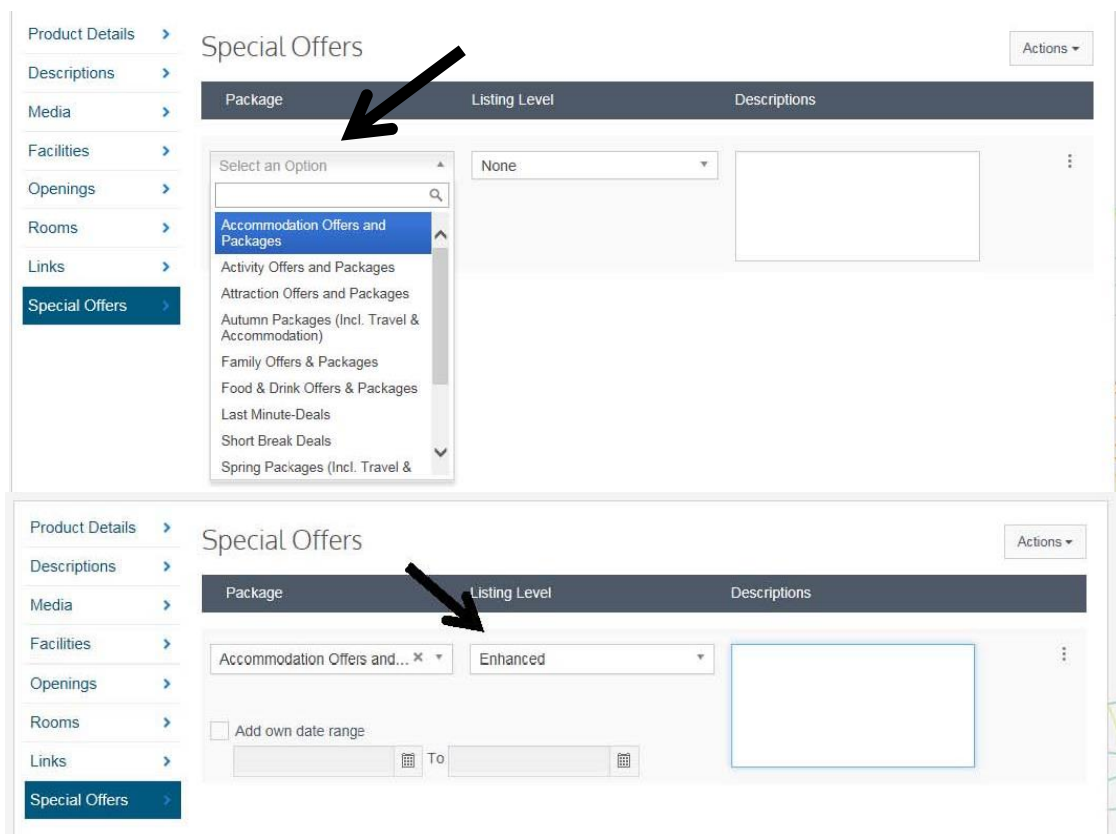 Product Details
Descriptions
Media
Facilities
Openings
Rooms
Links
Special Offers
Special Offers
Actions
Package Listing Level Descriptions
Select an Option None
Accommodation Offers and
Packages
Activity Offers and Packages
Attraction Offers and Packages
Autumn Packages (Incl. Travel &
Accommodation)
Family Offers & Packages
Food & Drink Offers & Packages
Last Minute-Deals
Short Break Deals
Spring Packages (Incl. Travel &
Product Details
Descriptions
Media
Facilities
Openings
Rooms
Links
Special Offers
Special Offers
Actions
Package Listing Level Descriptions
Accommodation Offers and... Enhanced
Add own date range
To